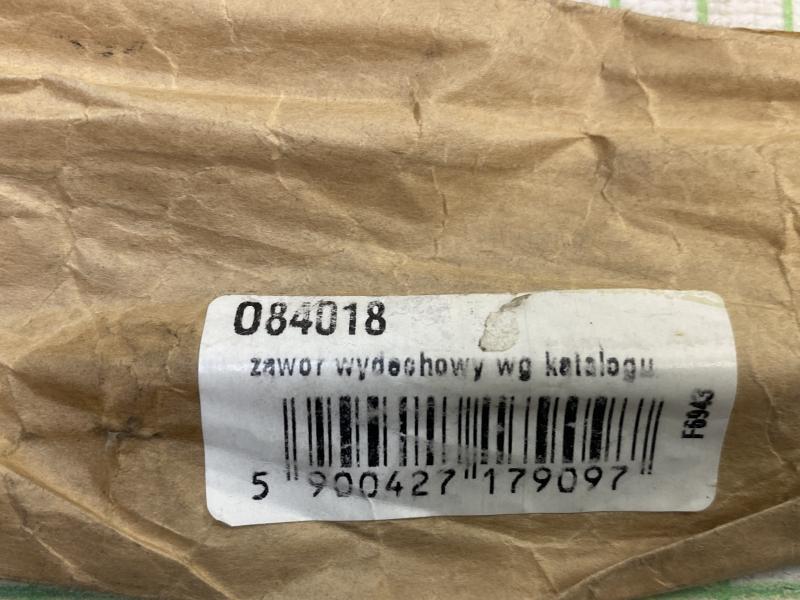 084018
zawor wydechowy wg katalogu
F6943
5 900427 179097